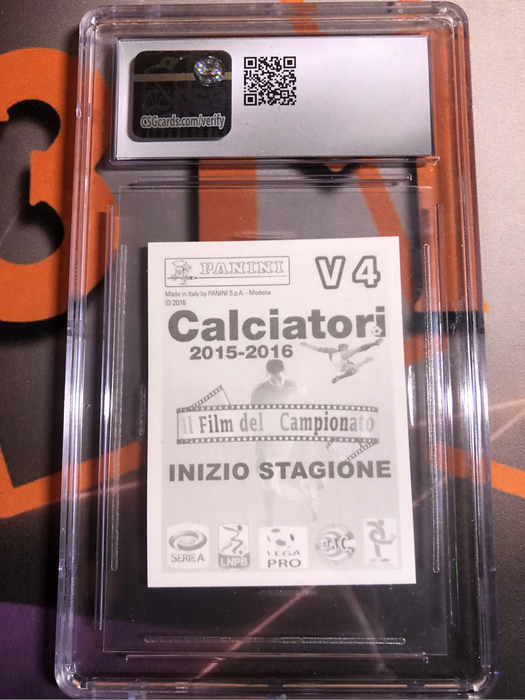 CSGcards.com/verify
PANINI
V 4
Made in Italy by PANINI S.p.A. - Modena
© 2016
Calciatori
2015-2016
Il Film del Campionato
INIZIO STAGIONE
SERIE A
LNPB
LEGA
PRO